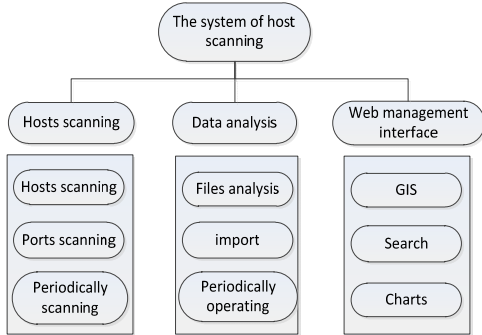 The system of host
scanning
Hosts scanning
Data analysis
Web management
interface
Hosts scanning
Ports scanning
Periodically
scanning
Files analysis
import
Periodically
operating
GIS
Search
Charts